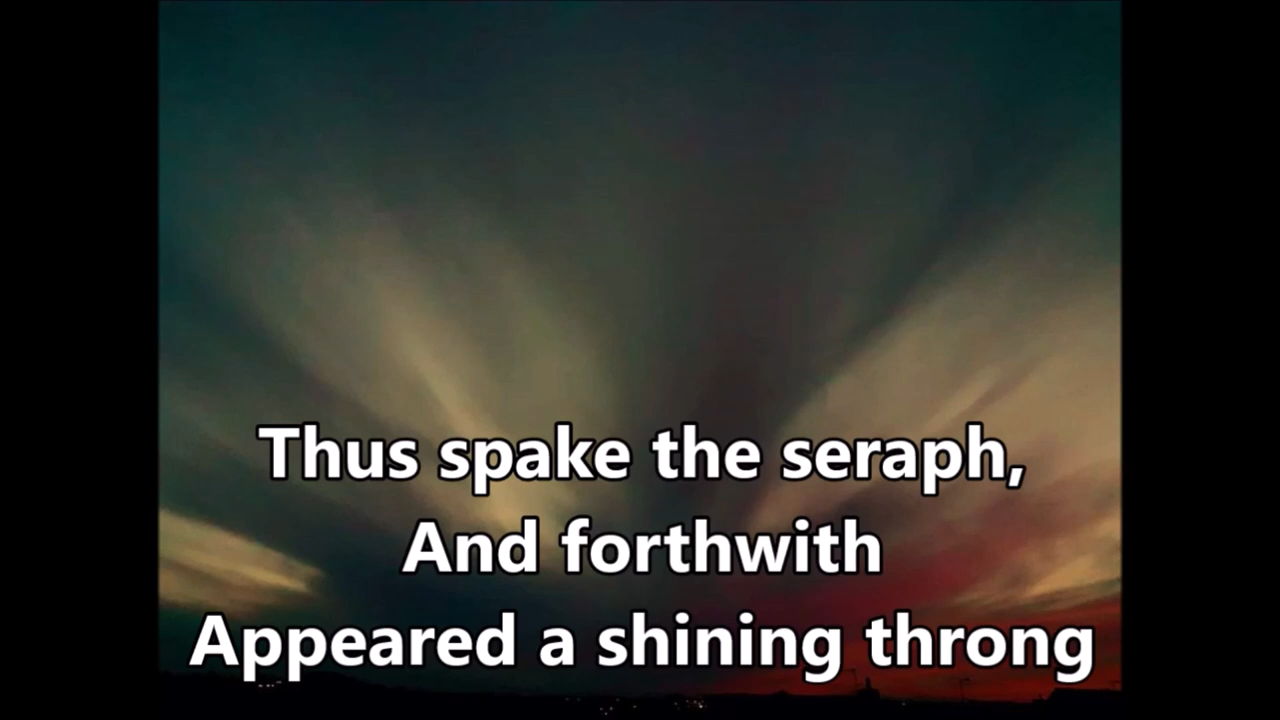 Thus spake the seraph,
And forthwith
Appeared a shining throng